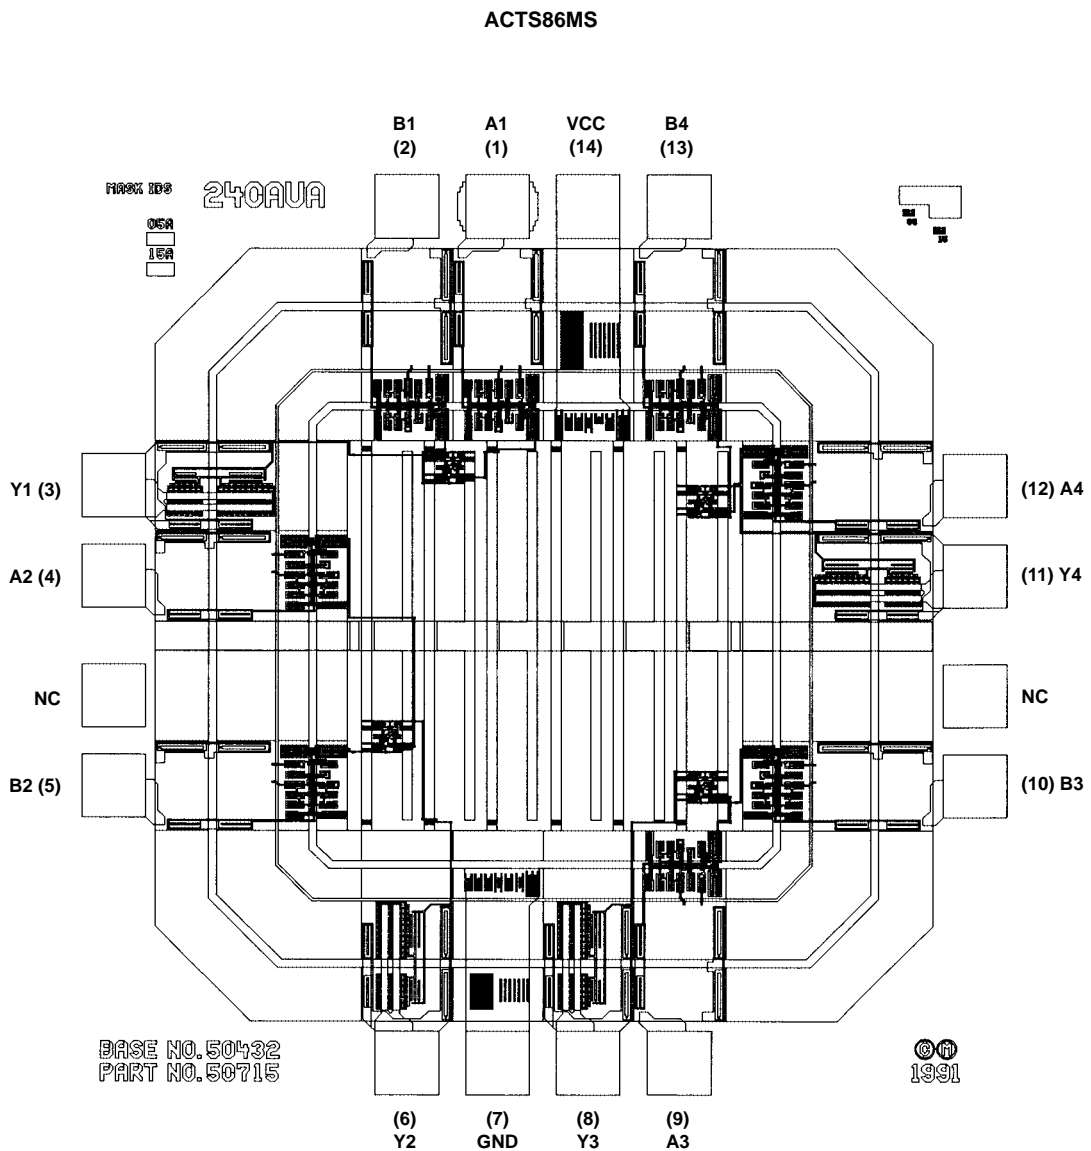 ACTS86MS
B1 A1 VCC B4
(2) (1) (14) (13)
MASK IDS 240AUA
05A
15A
Y1 (3) (12) A4
A2 (4) (11) Y4
NC NC
B2 (5) (10) B3
BASE NO. 50432
PART NO. 50715
© Ⓜ
1991
(6) (7) (8) (9)
Y2 GND Y3 A3